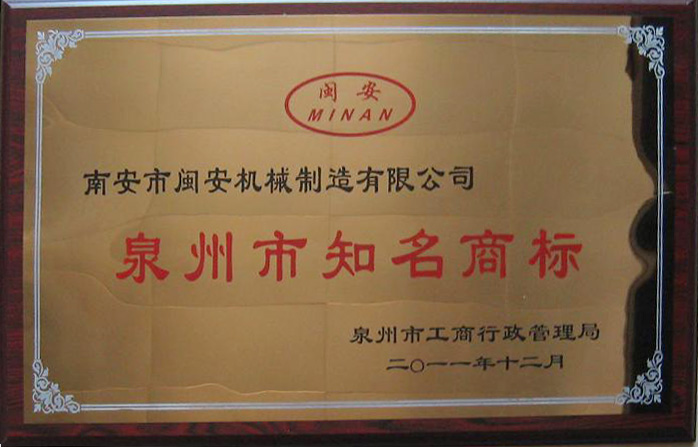 闽安
MINAN
南安市闽安机械制造有限公司
泉州市知名商标
泉州市工商行政管理局
二〇一一年十二月